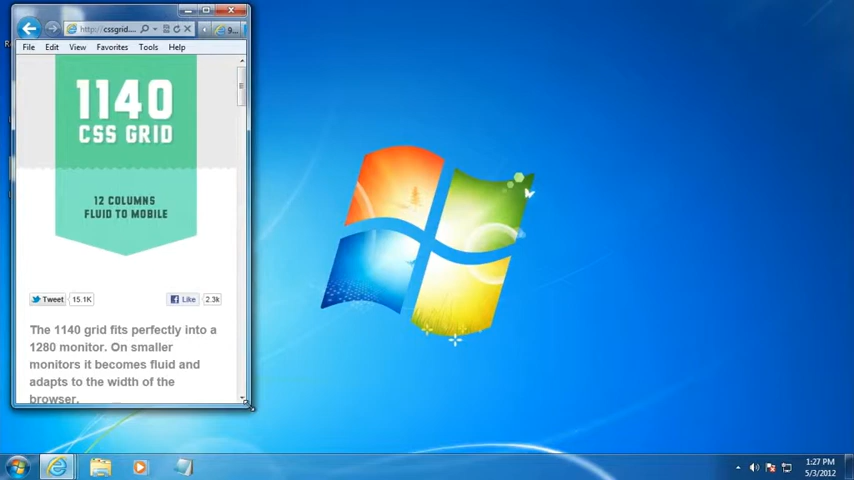 http://cssgrid.
9...
File Edit View Favorites Tools Help
1140
CSS GRID
12 COLUMNS
FLUID TO MOBILE
Tweet 15.1K Like 2.3k
The 1140 grid fits perfectly into a
1280 monitor. On smaller
monitors it becomes fluid and
adapts to the width of the
browser.
1:27 PM
5/3/2012